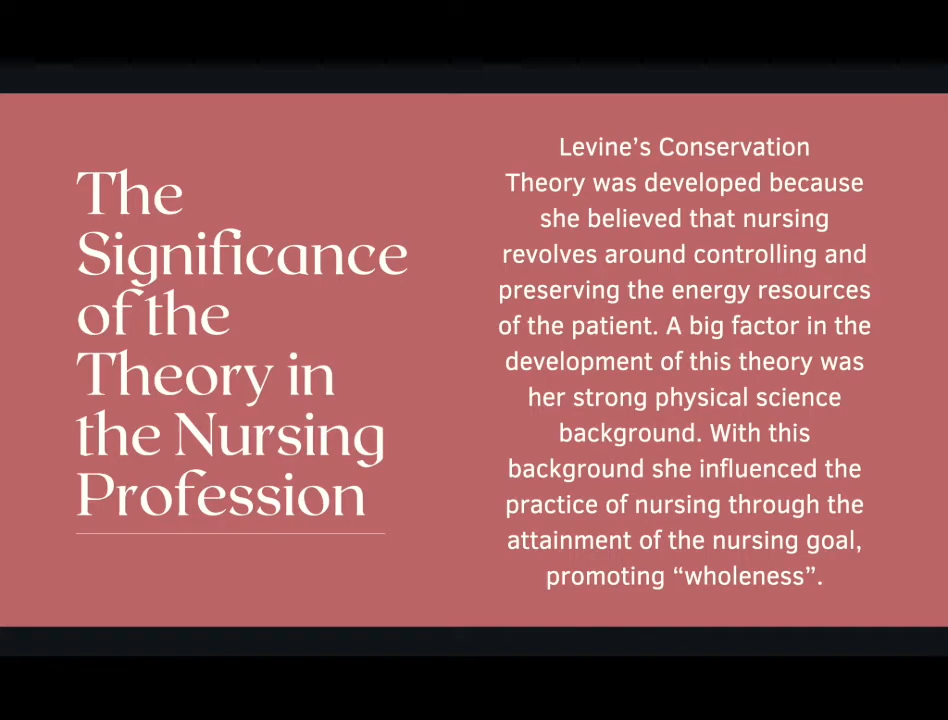 The
Significance
of the
Theory in
the Nursing
Profession
Levine's Conservation
Theory was developed because
she believed that nursing
revolves around controlling and
preserving the energy resources
of the patient. A big factor in the
development of this theory was
her strong physical science
background. With this
background she influenced the
practice of nursing through the
attainment of the nursing goal,
promoting “wholeness”.